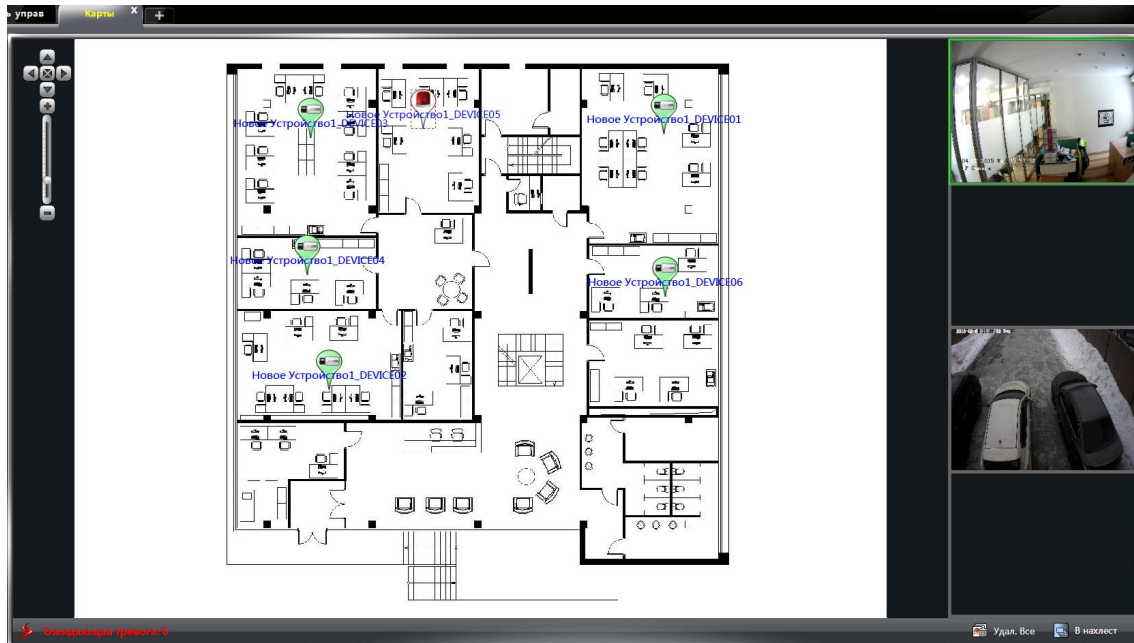 ь управ
Карты X
Новое Устройство1_DEVICE03
Новое Устройство1_DEVICE05
Новое Устройство1_DEVICE01
Новое Устройство1_DEVICE04
Новое Устройство1_DEVICE06
Новое Устройство1_DEVICE02
Ожидающая тревога: 6
Удал. Все
В нахлест